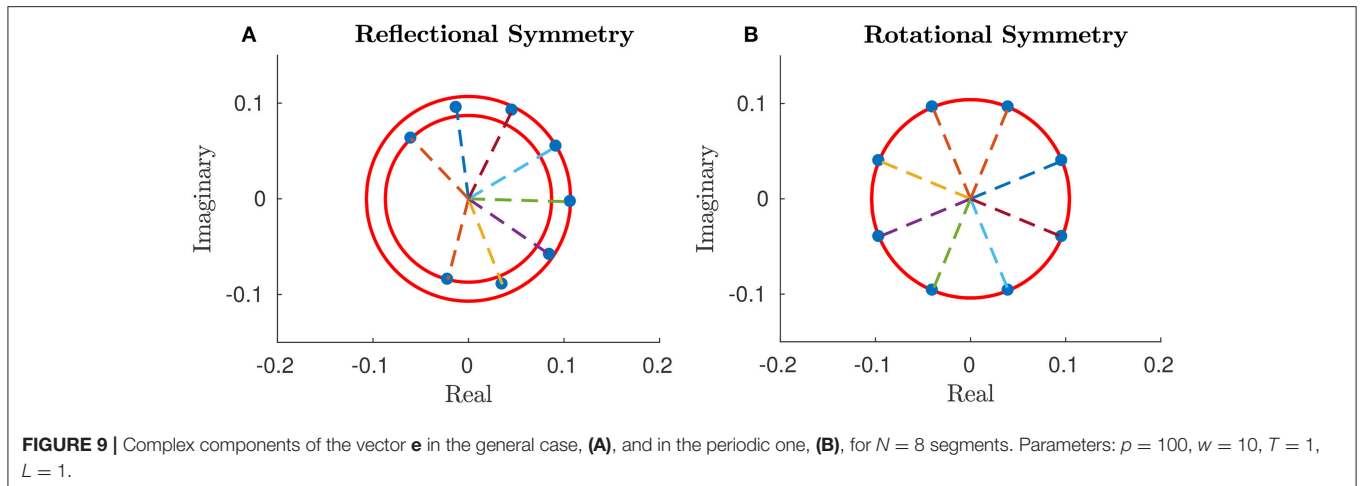 A
Reflectional Symmetry
0.1
0
-0.1
-0.2
-0.1
0
0.1
0.2
Imaginary
Real
B
Rotational Symmetry
0.1
0
-0.1
-0.2
-0.1
0
0.1
0.2
Imaginary
Real
FIGURE 9 | Complex components of the vector e in the general case, (A), and in the periodic one, (B), for N = 8 segments. Parameters: p = 100, w = 10, T = 1,
L = 1.